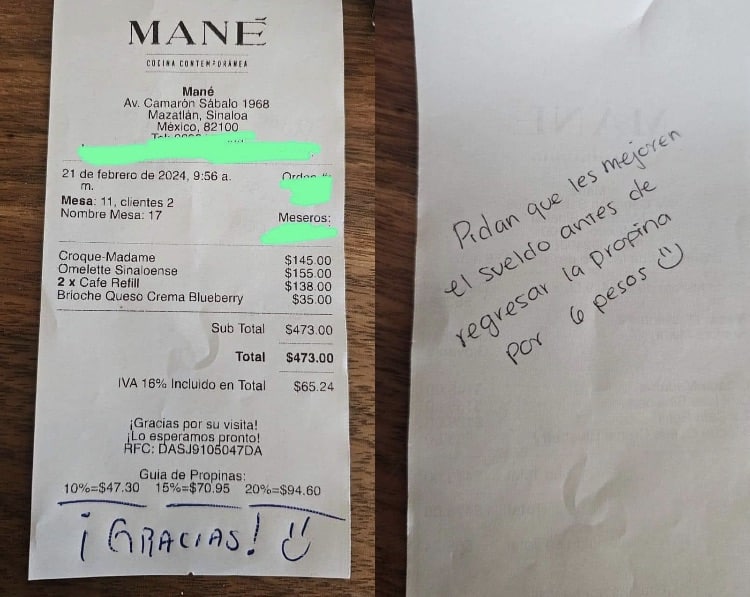 MANÉ
COCINA CONTEMPORÁNEA
Mané
Av. Camarón Sábalo 1968
Mazatlán, Sinaloa
México, 82100
21 de febrero de 2024, 9:56 a.
m.
Mesa: 11, clientes 2
Nombre Mesa: 17
Meseros:
Croque-Madame $145.00
Omelette Sinaloense $155.00
2 x Cafe Refill $138.00
Brioche Queso Crema Blueberry $35.00
Sub Total $473.00
Total $473.00
IVA 16% Incluido en Total $65.24
¡Gracias por su visita!
¡Lo esperamos pronto!
RFC: DASJ9105047DA
Guia de Propinas:
10%=$47.30 15%=$70.95 20%=$94.60
¡GRACIAS!
Pidan que les mejoren
el sueldo antes de
regresar la propina
por 6 pesos